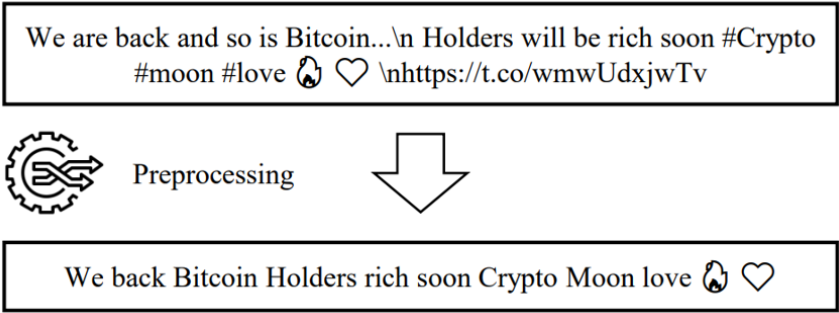 We are back and so is Bitcoin...\n Holders will be rich soon #Crypto
#moon #love 🔥 ♡ \nhttps://t.co/wmwUdxjwTv
Preprocessing
We back Bitcoin Holders rich soon Crypto Moon love 🔥 ♡